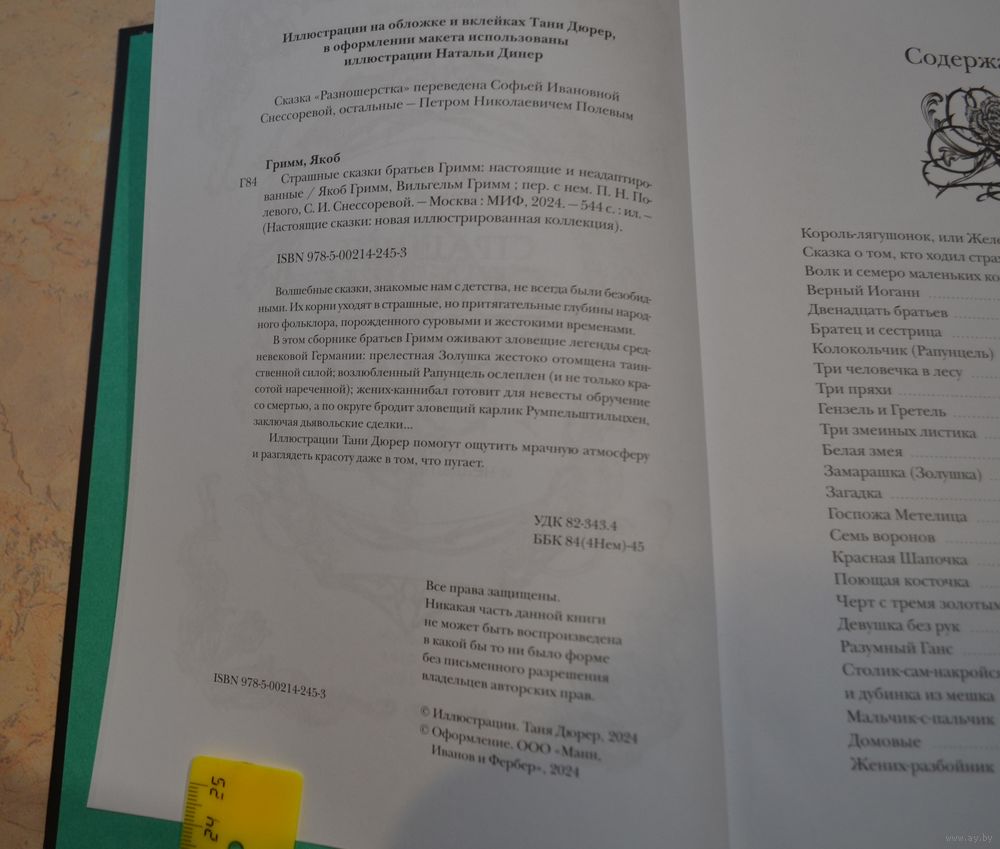 Иллюстрации на обложке и вклейках Тани Дюрер,
в оформлении макета использованы
иллюстрации Натальи Динер
Сказка «Разношерстка» переведена Софьей Ивановной
Снессоревой, остальные — Петром Николаевичем Полевым
Гримм, Якоб
Г84
Страшные сказки братьев Гримм: настоящие и неадаптиро-
ванные / Якоб Гримм, Вильгельм Гримм ; пер. с нем. П. Н. По-
левого, С. И. Снессоревой. — Москва : МИФ, 2024. — 544 с. : ил. —
(Настоящие сказки: новая иллюстрированная коллекция).
ISBN 978-5-00214-245-3
Волшебные сказки, знакомые нам с детства, не всегда были безобид-
ными. Их корни уходят в страшные, но притягательные глубины народ-
ного фольклора, порожденного суровыми и жестокими временами.
В этом сборнике братьев Гримм оживают зловещие легенды сред-
невековой Германии: прелестная Золушка жестоко отомщена таин-
ственной силой; возлюбленный Рапунцель ослеплен (и не только кра-
сотой нареченной); жених-каннибал готовит для невесты обручение
со смертью, а по округе бродит зловещий карлик Румпельштильцхен,
заключая дьявольские сделки...
Иллюстрации Тани Дюрер помогут ощутить мрачную атмосферу
и разглядеть красоту даже в том, что пугает.
УДК 82-343.4
ББК 84(4Нем)-45
Все права защищены.
Никакая часть данной книги
не может быть воспроизведена
в какой бы то ни было форме
без письменного разрешения
владельцев авторских прав.
ISBN 978-5-00214-245-3
© Иллюстрации. Таня Дюрер, 2024
© Оформление. ООО «Манн,
Иванов и Фербер», 2024
25
24
Содержа
Король-лягушонок, или Желе
Сказка о том, кто ходил стра
Волк и семеро маленьких ко
Верный Иоганн
Двенадцать братьев
Братец и сестрица
Колокольчик (Рапунцель)
Три человечка в лесу
Три пряхи
Гензель и Гретель
Три змеиных листика
Белая змея
Замарашка (Золушка)
Загадка
Госпожа Метелица
Семь воронов
Красная Шапочка
Поющая косточка
Черт с тремя золотым
Девушка без рук
Разумный Ганс
Столик-сам-накройся
и дубинка из мешка
Мальчик-с-пальчик
Домовые
Жених-разбойник
www.ay.by